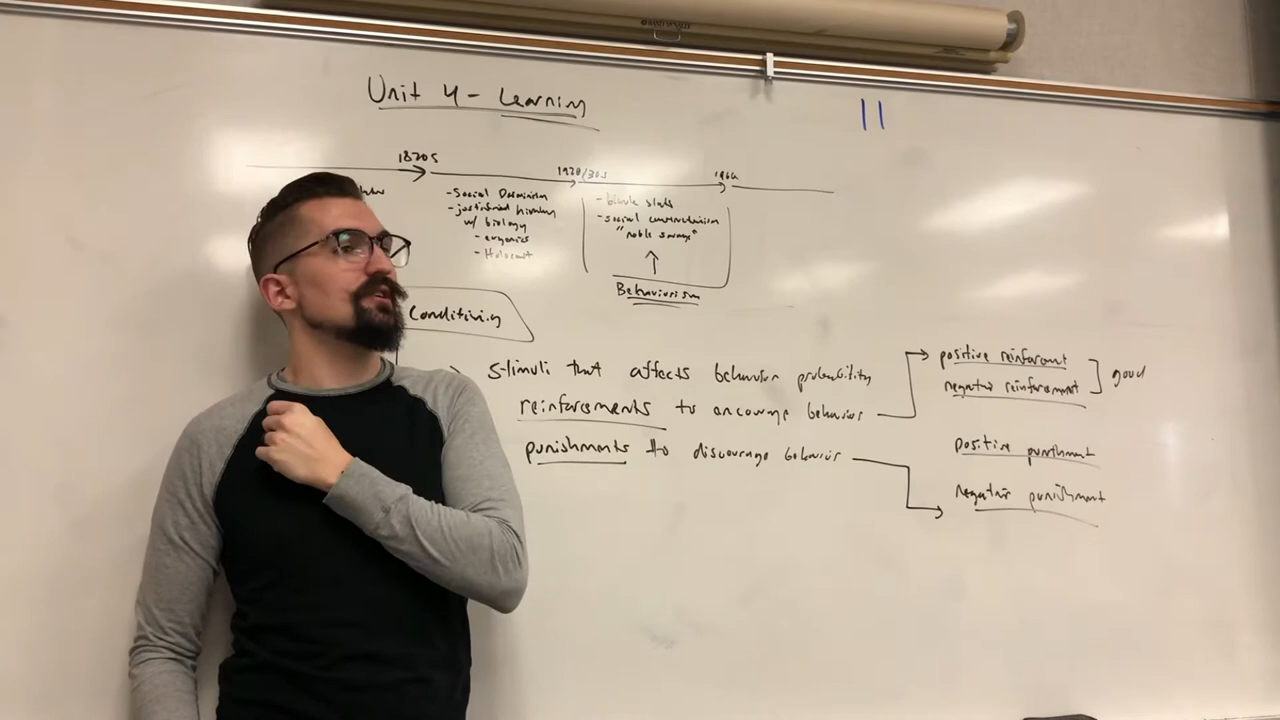 Unit 4 - Learning
11
1820s
1920/30s
1960
- Social Darwinism
- justified hierarchy
w/ biology
- eugenics
- Holocaust
- blank slate
- social constructivism
"noble savage"
Behaviorism
Conditioning
stimuli that affects behavior probability
reinforcements to encourage behavior
punishments to discourage behavior
positive reinforcement
negative reinforcement
good
positive punishment
negative punishment